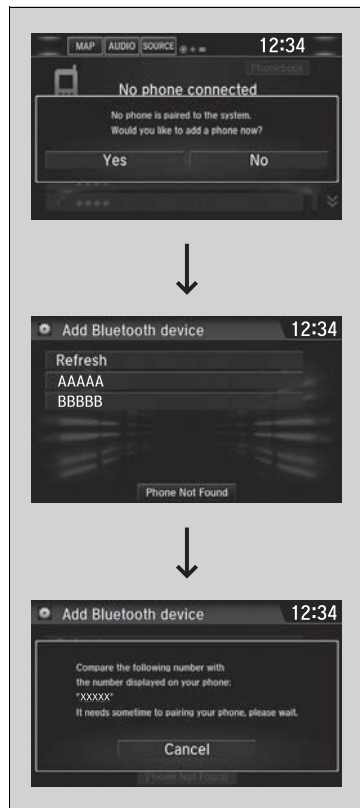 MAP AUDIO SOURCE 12:34
Phonebook
No phone connected
No phone is paired to the system.
Would you like to add a phone now?
Yes No
Add Bluetooth device 12:34
Refresh
AAAAA
BBBBB
Phone Not Found
Add Bluetooth device 12:34
Compare the following number with
the number displayed on your phone:
"XXXXX"
It needs sometime to pairing your phone, please wait.
Cancel
Phone Not Found